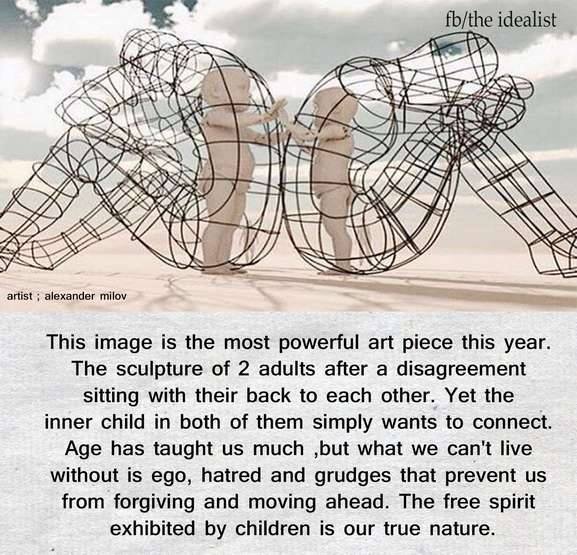 fb/the idealist
artist ; alexander milov
This image is the most powerful art piece this year.
The sculpture of 2 adults after a disagreement
sitting with their back to each other. Yet the
inner child in both of them simply wants to connect.
Age has taught us much ,but what we can't live
without is ego, hatred and grudges that prevent us
from forgiving and moving ahead. The free spirit
exhibited by children is our true nature.